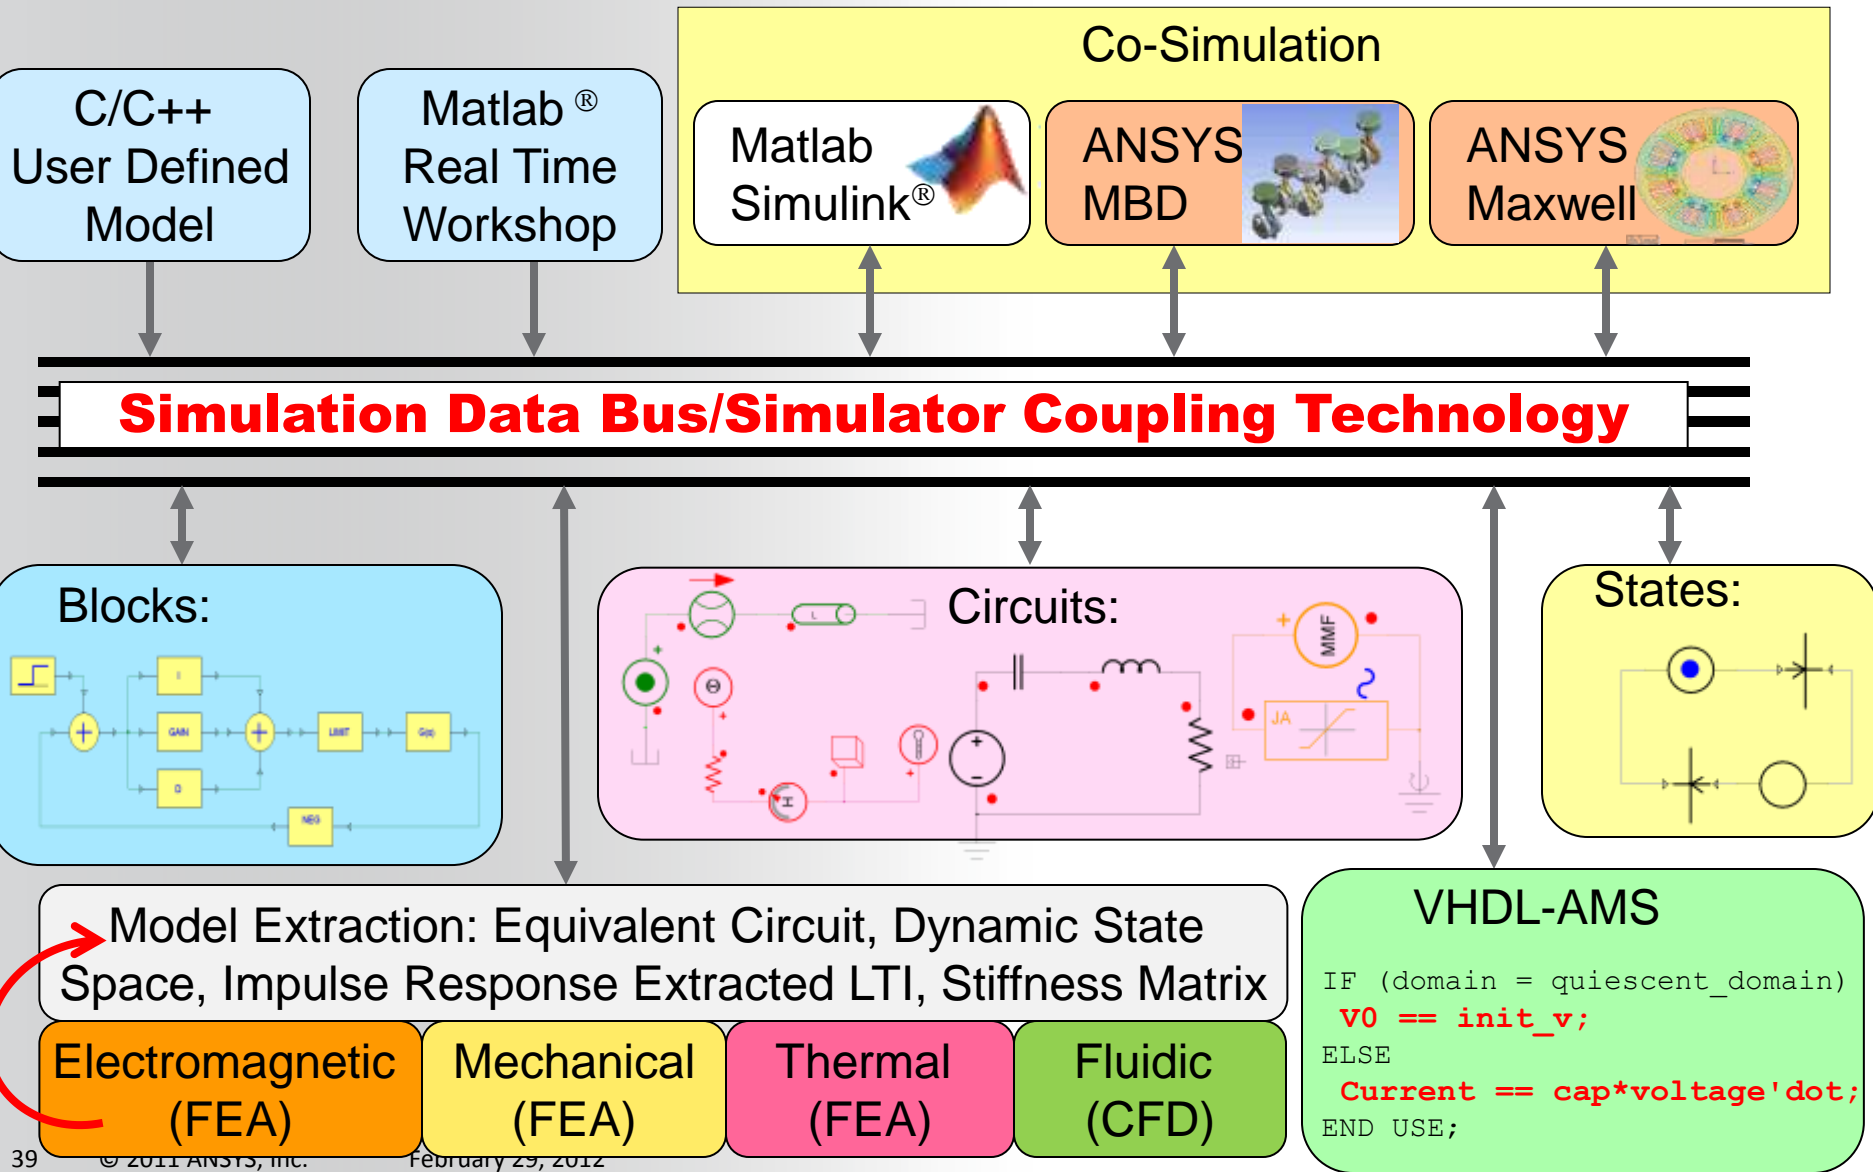 Co-Simulation
C/C++
User Defined
Model
Matlab ®
Real Time
Workshop
Matlab
Simulink®
ANSYS
MBD
ANSYS
Maxwell
Simulation Data Bus/Simulator Coupling Technology
Blocks:
I
GAIN
D
LIMIT
G(s)
NEG
Circuits:
L
Θ
H
MMF
JA
States:
Model Extraction: Equivalent Circuit, Dynamic State
Space, Impulse Response Extracted LTI, Stiffness Matrix
Electromagnetic
(FEA)
Mechanical
(FEA)
Thermal
(FEA)
Fluidic
(CFD)
VHDL-AMS
IF (domain = quiescent_domain)
V0 == init_v;
ELSE
Current == cap*voltage'dot;
END USE;
39 © 2011 ANSYS, Inc. February 29, 2012